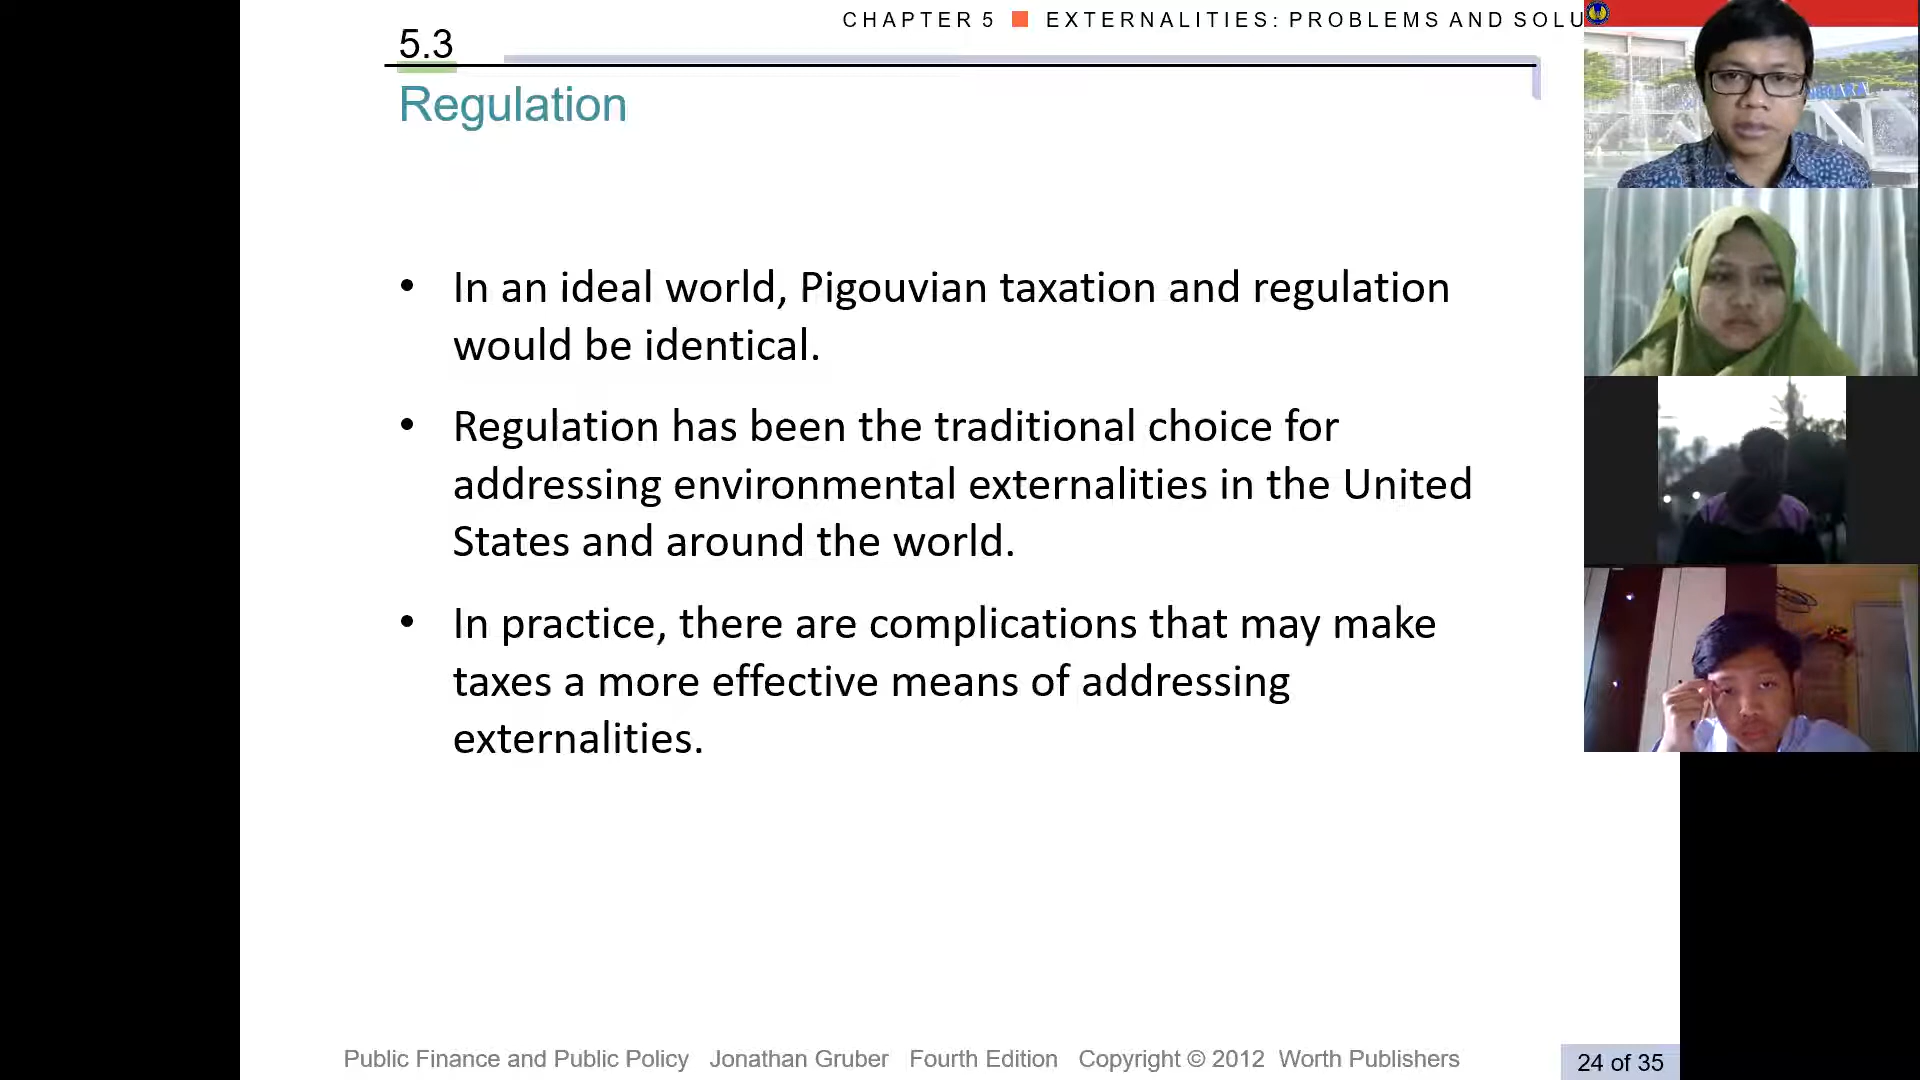 CHAPTER 5 ■ EXTERNALITIES: PROBLEMS AND SOLU
5.3
Regulation
• In an ideal world, Pigouvian taxation and regulation
would be identical.
• Regulation has been the traditional choice for
addressing environmental externalities in the United
States and around the world.
• In practice, there are complications that may make
taxes a more effective means of addressing
externalities.
Public Finance and Public Policy Jonathan Gruber Fourth Edition Copyright © 2012 Worth Publishers
24 of 35